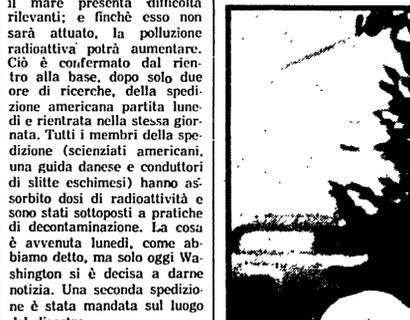 il mare presenta difficoltà
rilevanti; e finchè esso non
sarà attuato, la polluzione
radioattiva potrà aumentare.
Ciò è confermato dal rien-
tro alla base, dopo solo due
ore di ricerche, della spedi-
zione americana partita lune-
dì e rientrata nella stessa gior-
nata. Tutti i membri della spe-
dizione (scienziati americani,
una guida danese e conduttori
di slitte eschimesi) hanno as-
sorbito dosi di radioattività e
sono stati sottoposti a pratiche
di decontaminazione. La cosa
è avvenuta lunedì, come ab-
biamo detto, ma solo oggi Wa-
shington si è decisa a darne
notizia. Una seconda spedizio-
ne è stata mandata sul luogo